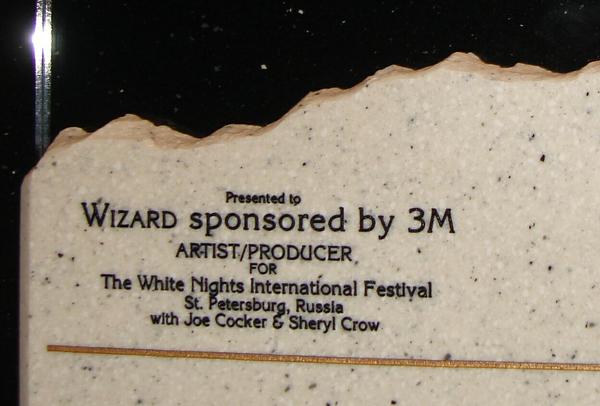 Presented to
WIZARD sponsored by 3M
ARTIST/PRODUCER
FOR
The White Nights International Festival
St. Petersburg, Russia
with Joe Cocker & Sheryl Crow